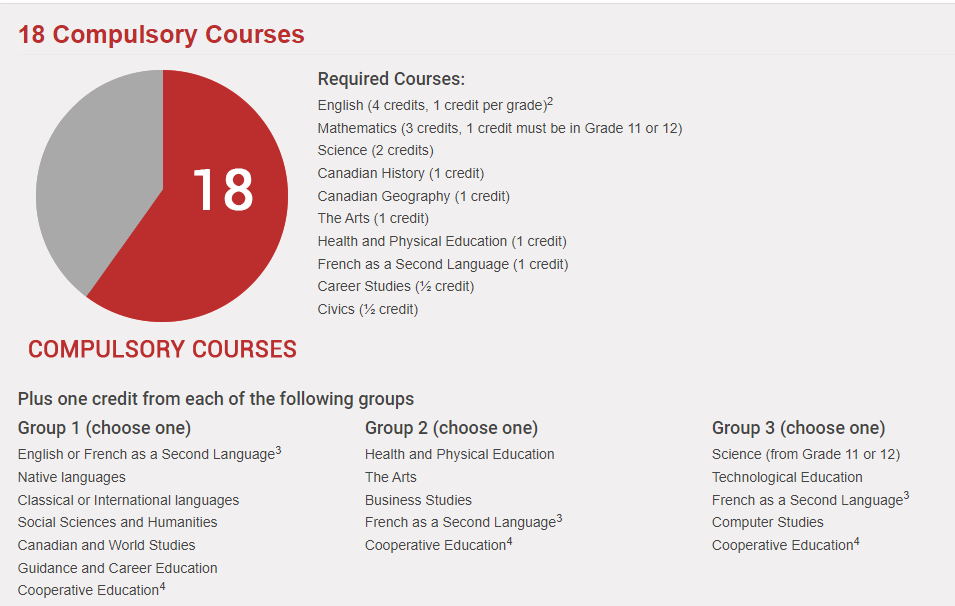 18 Compulsory Courses
18
COMPULSORY COURSES
Required Courses:
English (4 credits, 1 credit per grade)2
Mathematics (3 credits, 1 credit must be in Grade 11 or 12)
Science (2 credits)
Canadian History (1 credit)
Canadian Geography (1 credit)
The Arts (1 credit)
Health and Physical Education (1 credit)
French as a Second Language (1 credit)
Career Studies (½ credit)
Civics (½ credit)
Plus one credit from each of the following groups
Group 1 (choose one)
English or French as a Second Language3
Native languages
Classical or International languages
Social Sciences and Humanities
Canadian and World Studies
Guidance and Career Education
Cooperative Education4
Group 2 (choose one)
Health and Physical Education
The Arts
Business Studies
French as a Second Language3
Cooperative Education4
Group 3 (choose one)
Science (from Grade 11 or 12)
Technological Education
French as a Second Language3
Computer Studies
Cooperative Education4